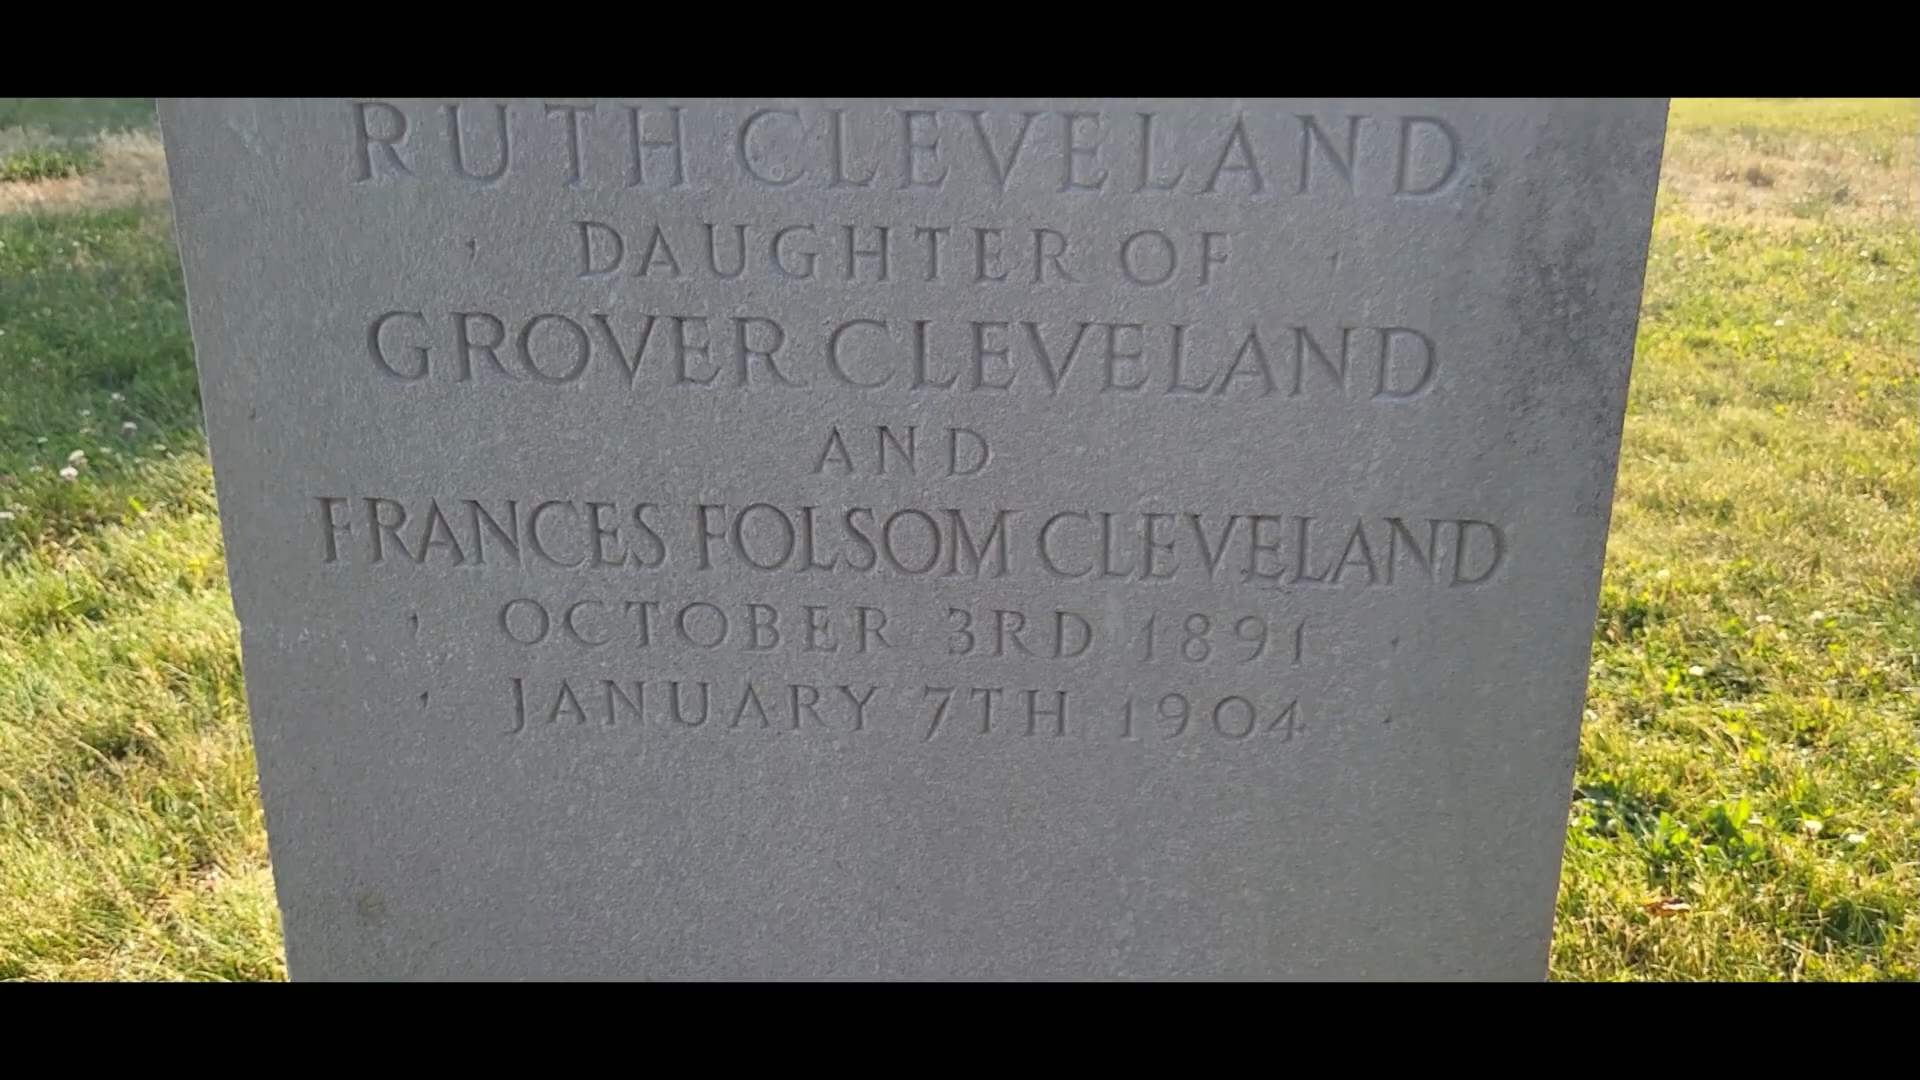 RUTH CLEVELAND
DAUGHTER OF
GROVER CLEVELAND
AND
FRANCES FOLSOM CLEVELAND
OCTOBER 3RD 1891
JANUARY 7TH 1904